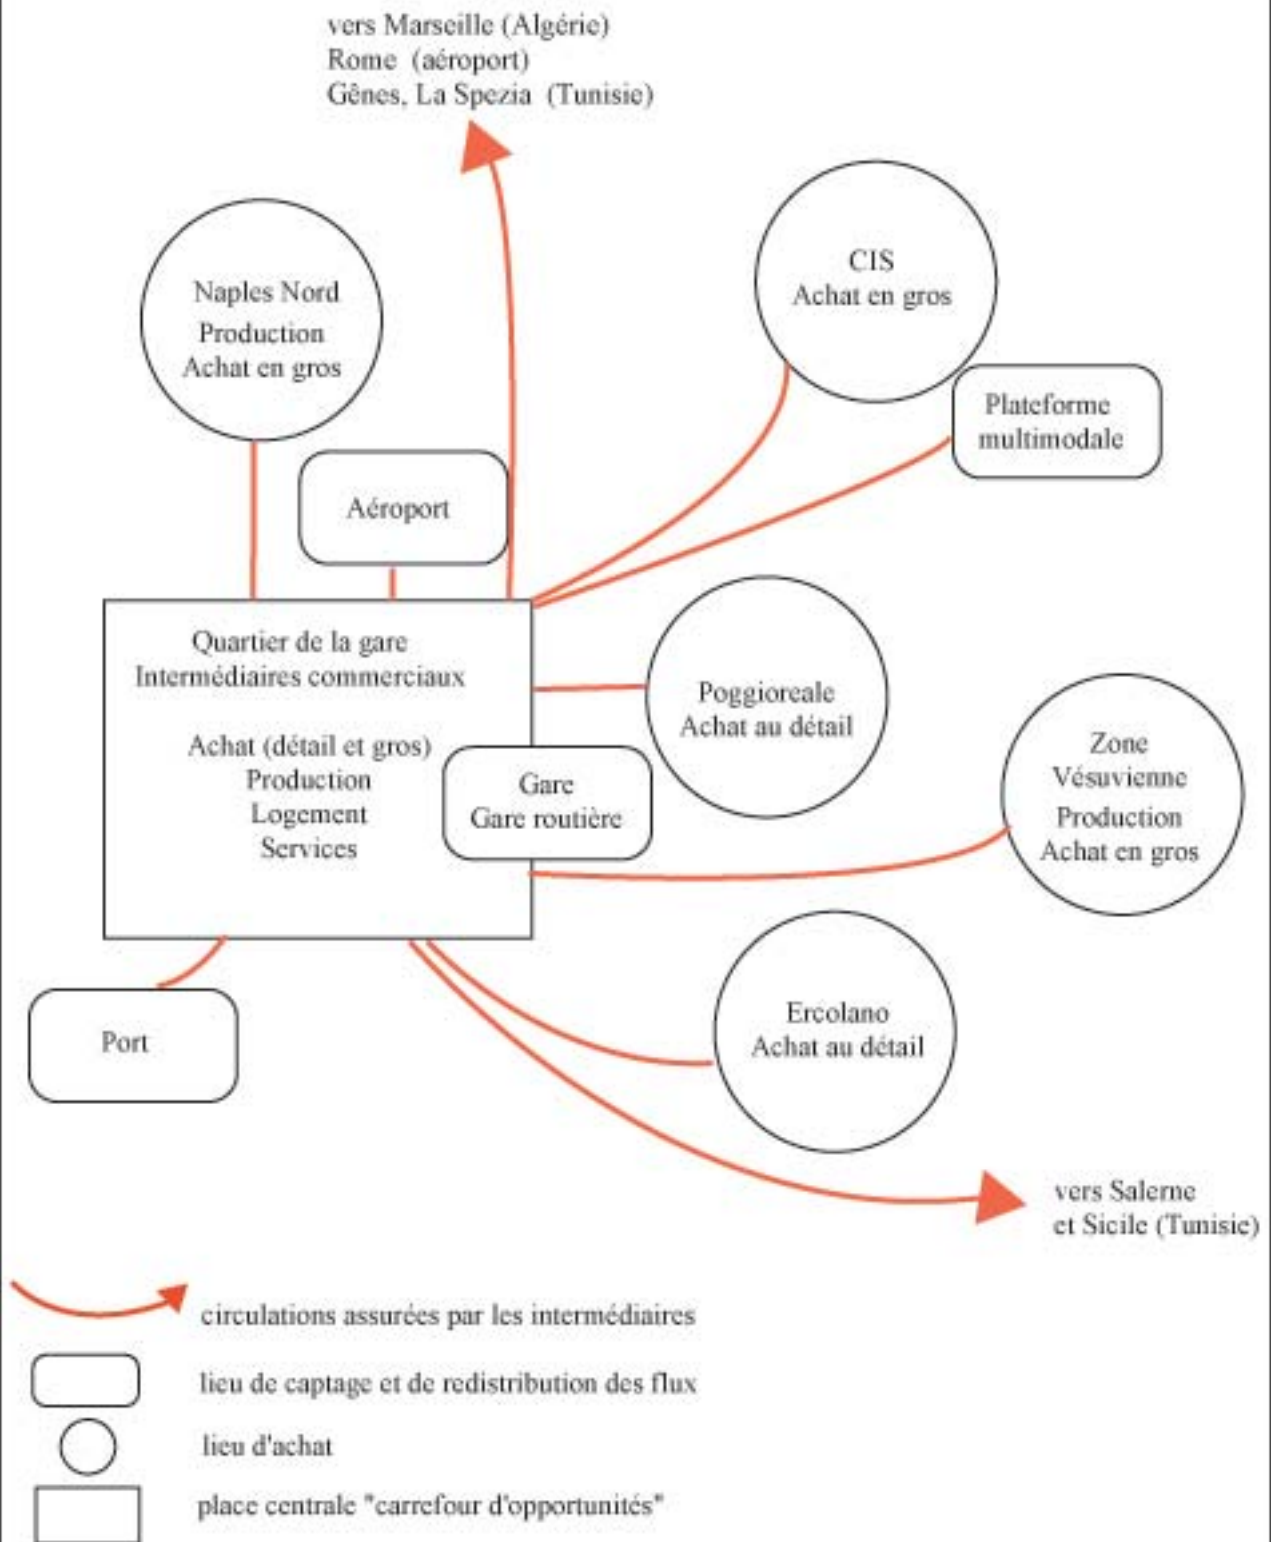 vers Marseille (Algérie)
Rome (aéroport)
Gênes, La Spezia (Tunisie)
Naples Nord
Production
Achat en gros
CIS
Achat en gros
Plateforme
multimodale
Aéroport
Quartier de la gare
Intermédiaires commerciaux
Achat (détail et gros)
Production
Logement
Services
Gare
Gare routière
Poggioreale
Achat au détail
Zone
Vésuvienne
Production
Achat en gros
Port
Ercolano
Achat au détail
vers Salerne
et Sicile (Tunisie)
circulations assurées par les intermédiaires
lieu de captage et de redistribution des flux
lieu d'achat
place centrale "carrefour d'opportunités"